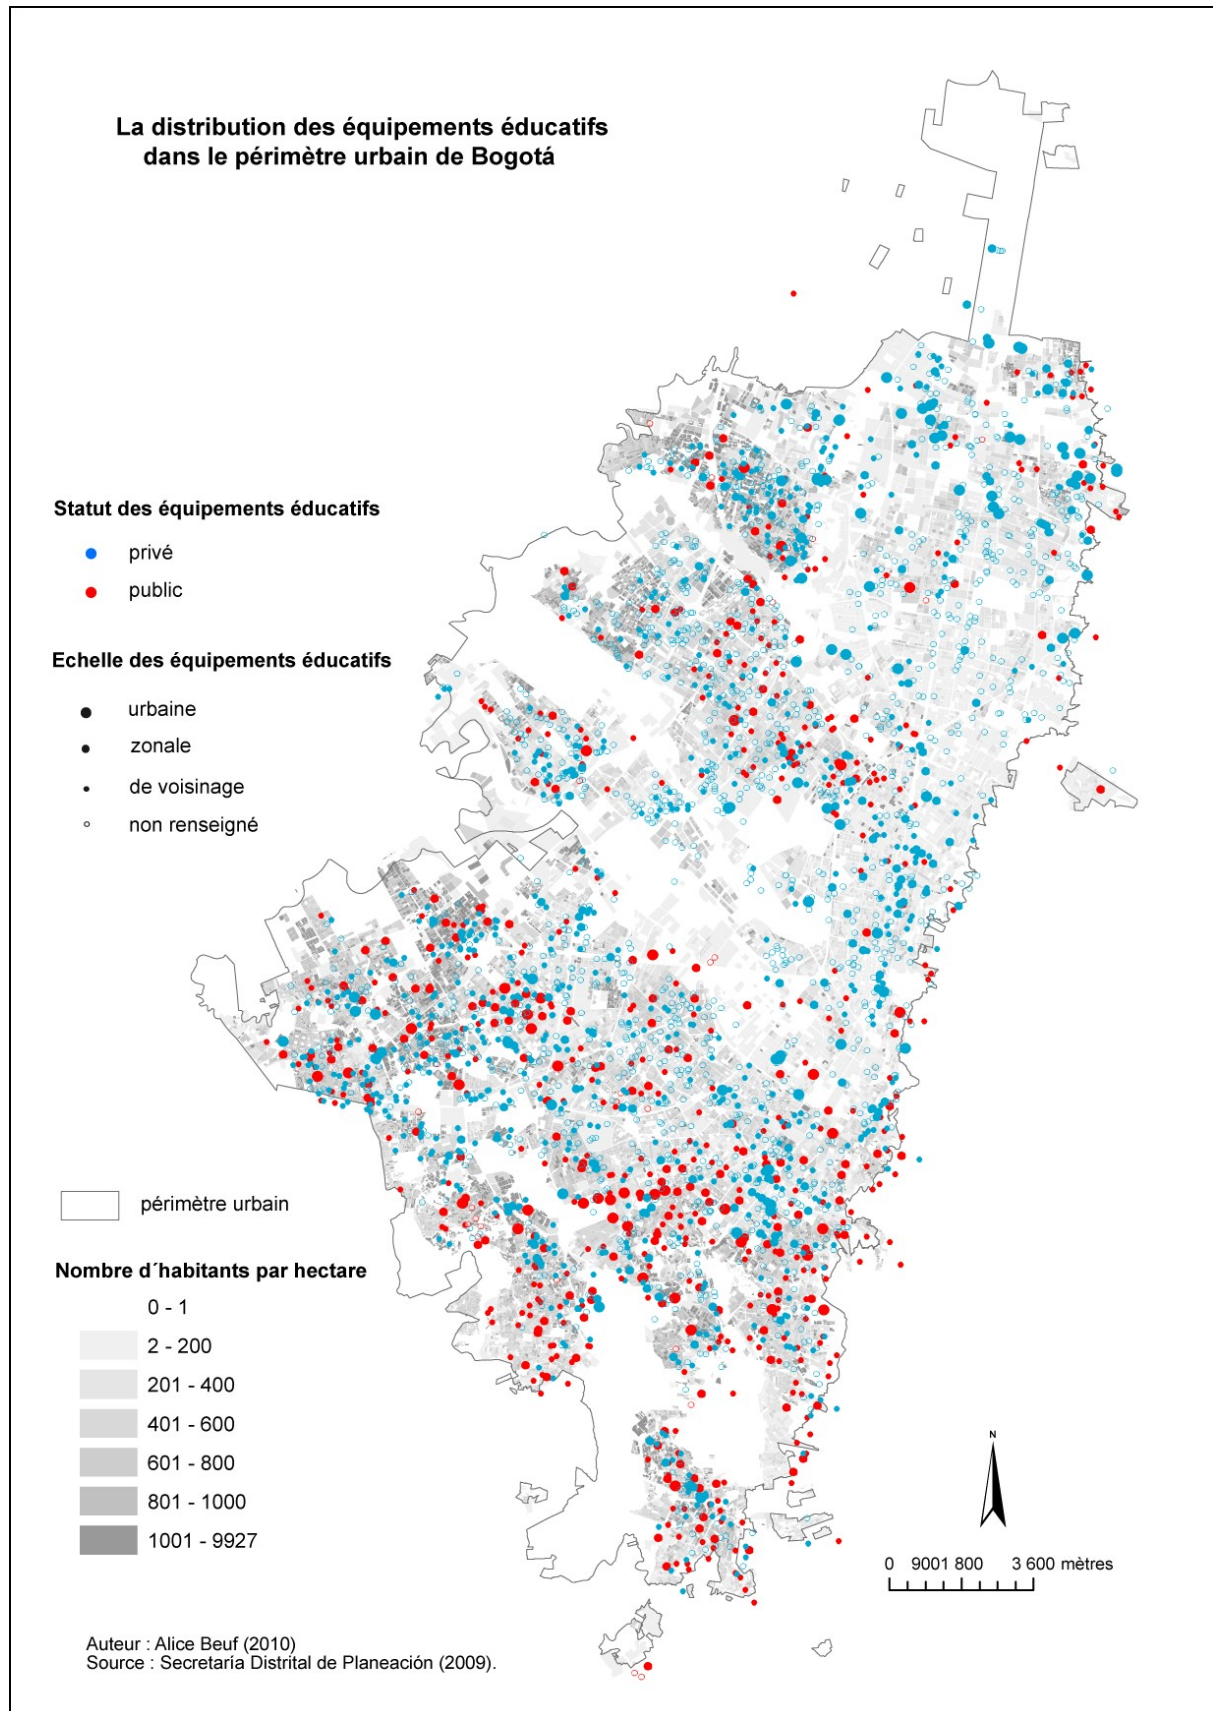 La distribution des équipements éducatifs
dans le périmètre urbain de Bogotá
Statut des équipements éducatifs
privé
public
Echelle des équipements éducatifs
urbaine
zonale
de voisinage
non renseigné
périmètre urbain
Nombre d´habitants par hectare
0 - 1
2 - 200
201 - 400
401 - 600
601 - 800
801 - 1000
1001 - 9927
N
0 9001 800 3 600 mètres
Auteur : Alice Beuf (2010)
Source : Secretaría Distrital de Planeación (2009).